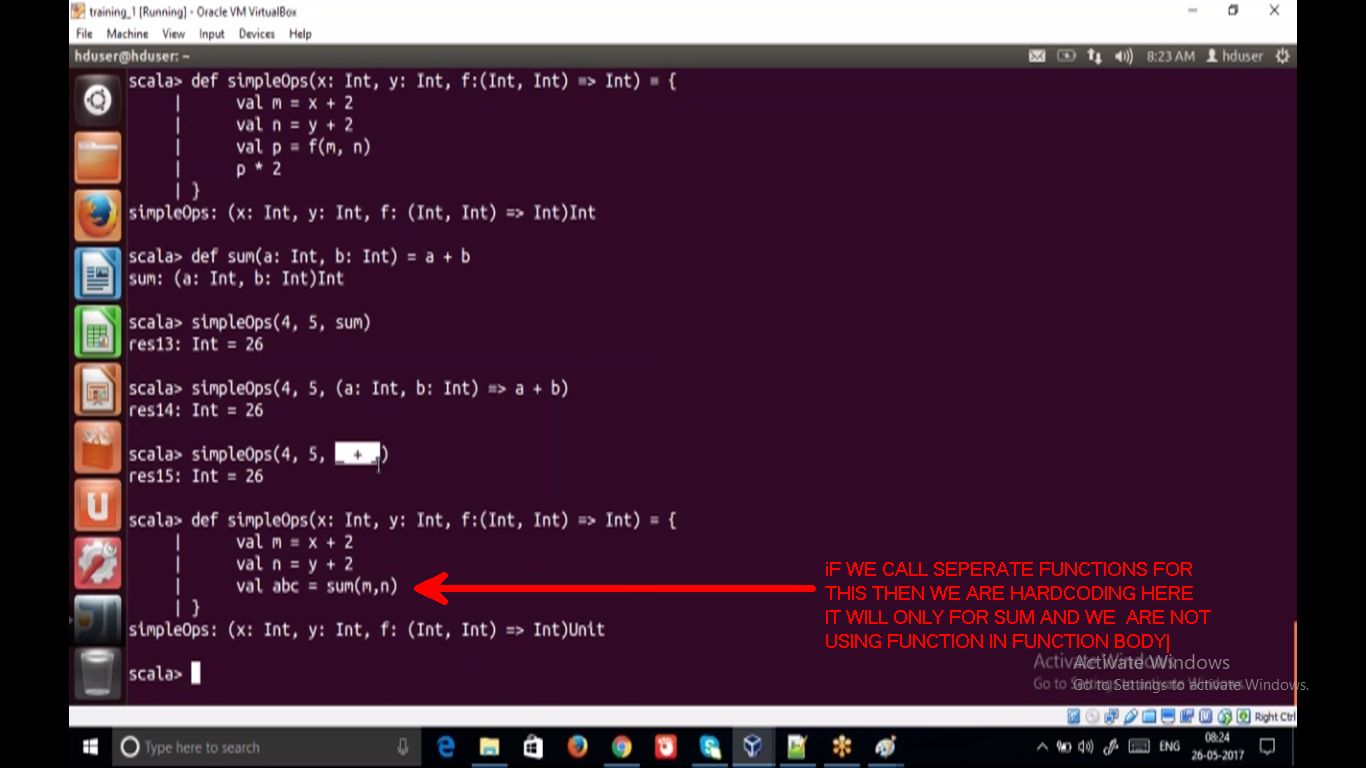 training_1 [Running] - Oracle VM VirtualBox
File Machine View Input Devices Help
hduser@hduser: ~ 8:23 AM hduser
scala> def simpleOps(x: Int, y: Int, f:(Int, Int) => Int) = {
| val m = x + 2
| val n = y + 2
| val p = f(m, n)
| p * 2
| }
simpleOps: (x: Int, y: Int, f: (Int, Int) => Int)Int
scala> def sum(a: Int, b: Int) = a + b
sum: (a: Int, b: Int)Int
scala> simpleOps(4, 5, sum)
res13: Int = 26
scala> simpleOps(4, 5, (a: Int, b: Int) => a + b)
res14: Int = 26
scala> simpleOps(4, 5, _ + _)
res15: Int = 26
scala> def simpleOps(x: Int, y: Int, f:(Int, Int) => Int) = {
| val m = x + 2
| val n = y + 2
| val abc = sum(m,n)
| }
simpleOps: (x: Int, y: Int, f: (Int, Int) => Int)Unit
scala>
iF WE CALL SEPERATE FUNCTIONS FOR
THIS THEN WE ARE HARDCODING HERE
IT WILL ONLY FOR SUM AND WE ARE NOT
USING FUNCTION IN FUNCTION BODY|
Activate Windows
Go to Settings to activate Windows.
Right Ctrl
Type here to search
ENG
08:24
26-05-2017